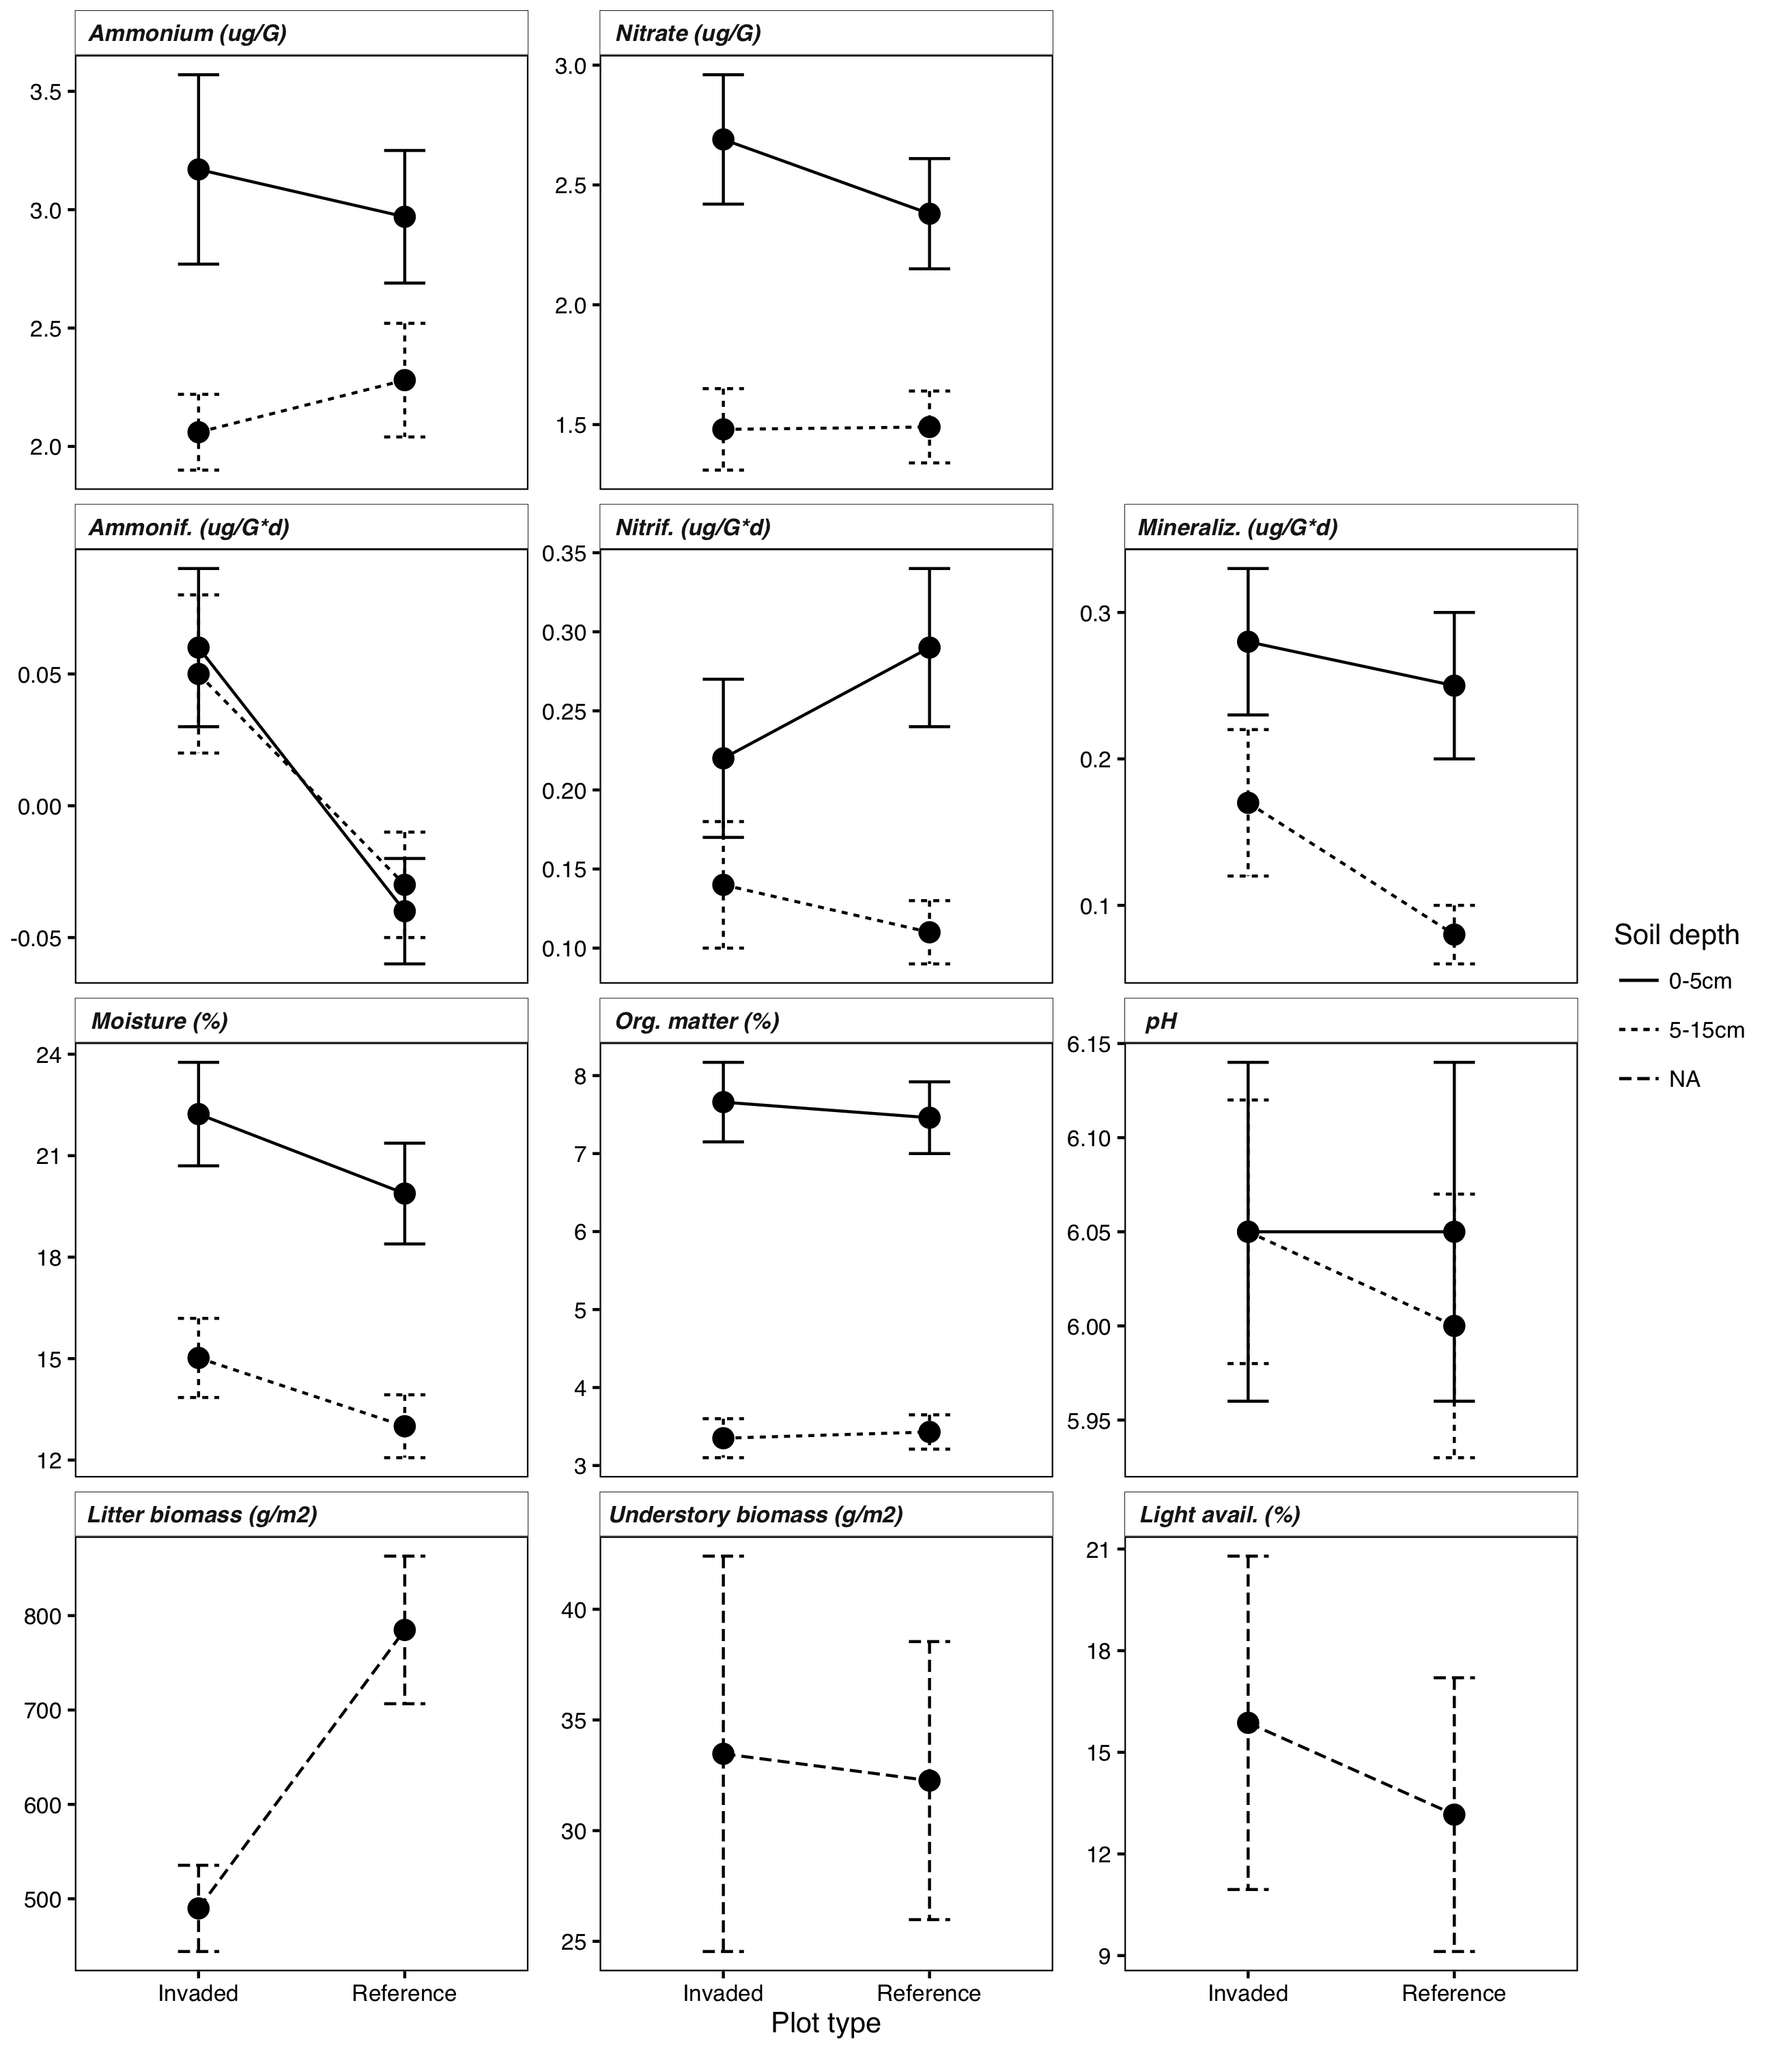 Ammonium (ug/G)
Nitrate (ug/G)
3.5
3.0
2.5
2.0
3.0
2.5
2.0
1.5
Ammonif. (ug/G*d)
Nitrif. (ug/G*d)
Mineraliz. (ug/G*d)
0.05
0.00
-0.05
0.35
0.30
0.25
0.20
0.15
0.10
0.3
0.2
0.1
Soil depth
0-5cm
5-15cm
NA
Moisture (%)
Org. matter (%)
pH
24
21
18
15
12
8
7
6
5
4
3
6.15
6.10
6.05
6.00
5.95
Litter biomass (g/m2)
Understory biomass (g/m2)
Light avail. (%)
800
700
600
500
40
35
30
25
21
18
15
12
9
Invaded Reference
Invaded Reference
Invaded Reference
Plot type